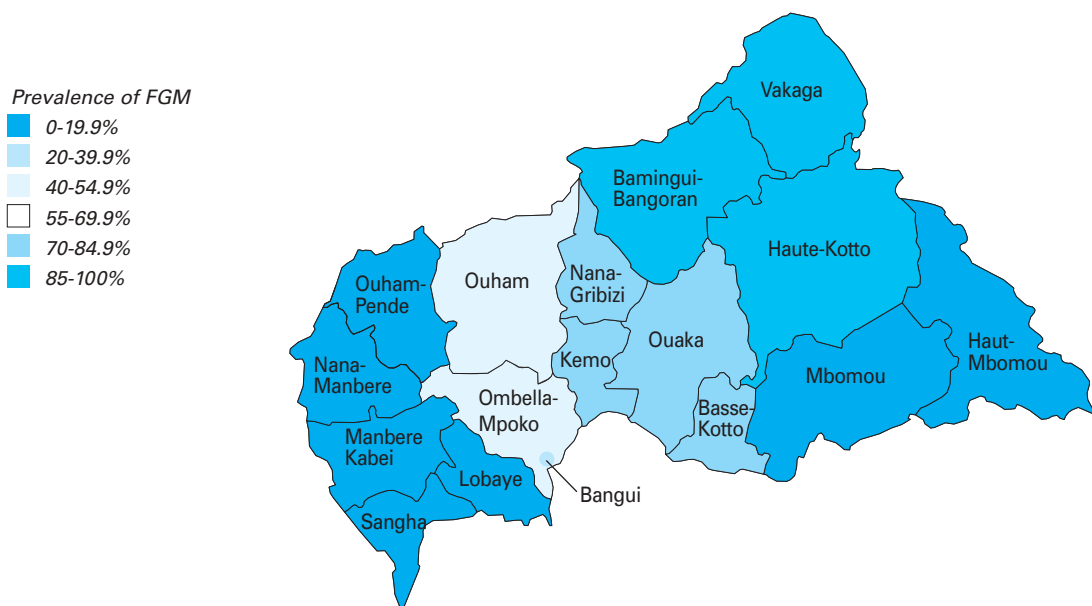 Prevalence of FGM
0-19.9%
20-39.9%
40-54.9%
55-69.9%
70-84.9%
85-100%
Vakaga
Bamingui-
Bangoran
Haute-Kotto
Ouham-
Pende
Ouham
Nana-
Gribizi
Ouaka
Kemo
Haut-
Mbomou
Mbomou
Nana-
Manbere
Ombella-
Mpoko
Basse-
Kotto
Manbere
Kabei
Lobaye
Bangui
Sangha